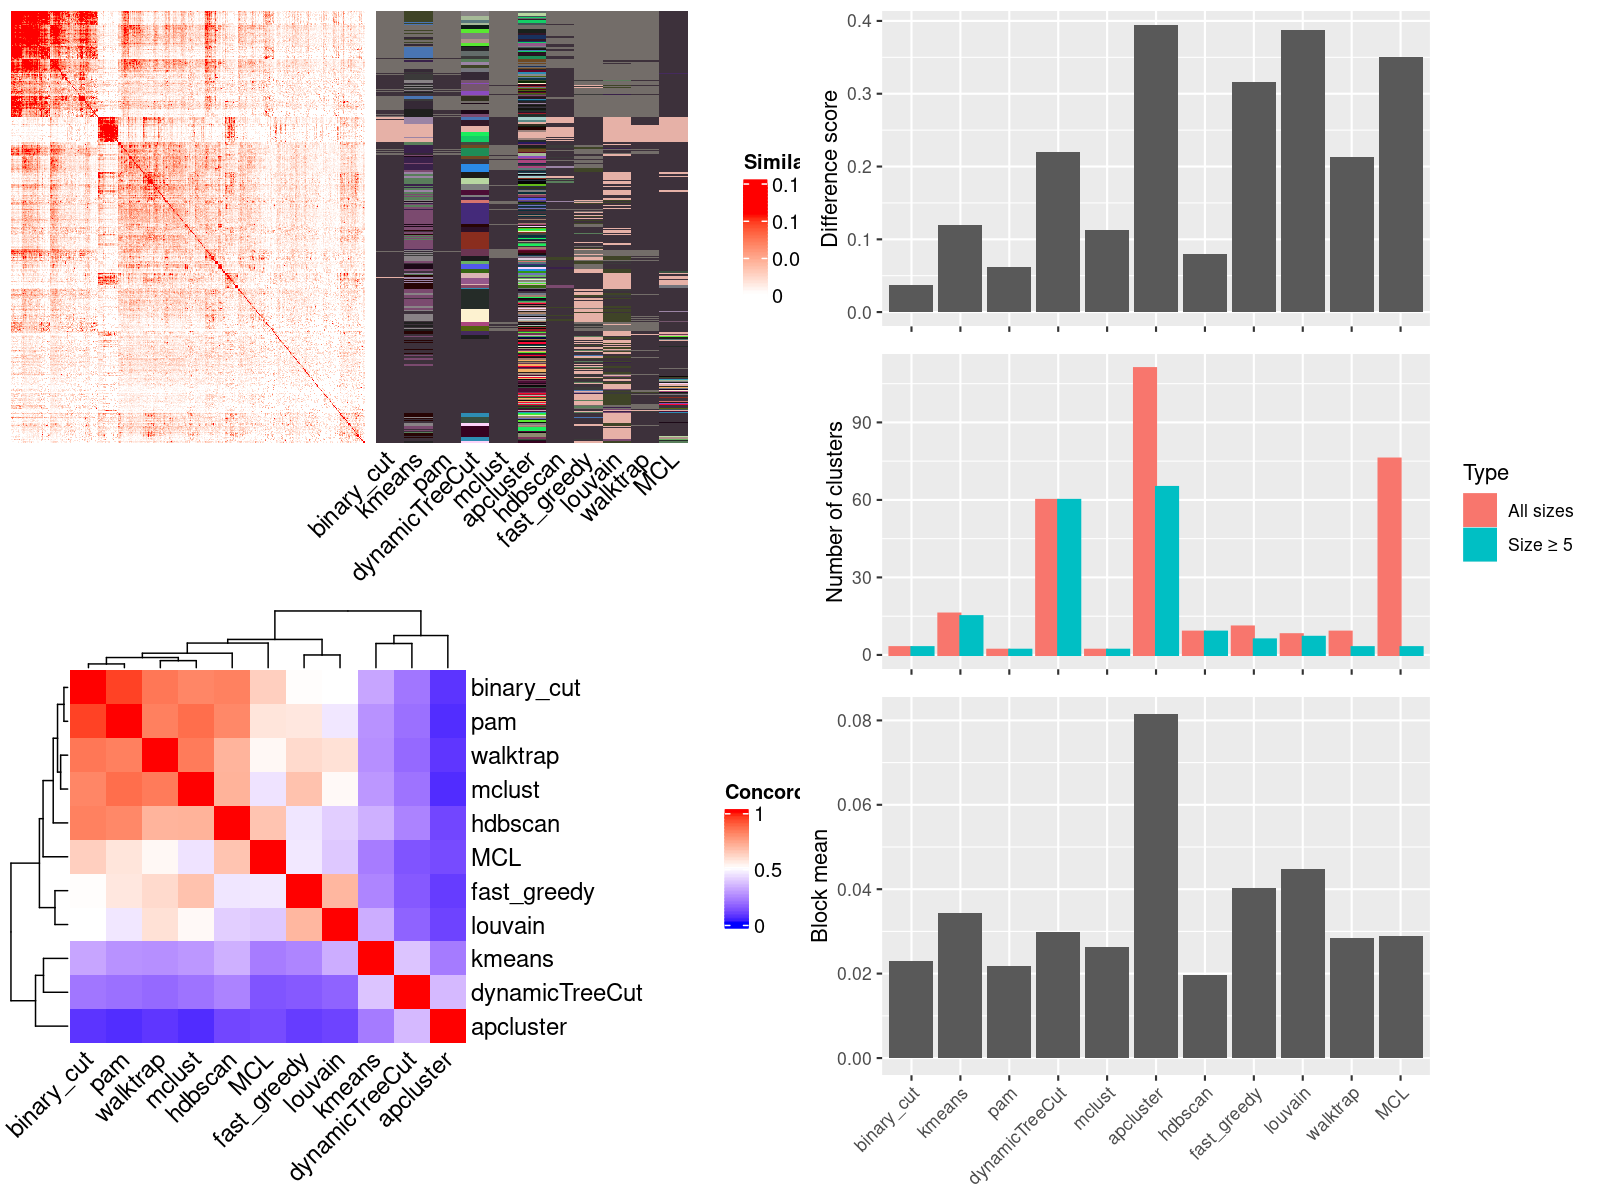 Simila
0.1
0.1
0.0
0
binary_cut
kmeans
pam
dynamicTreeCut
mclust
apcluster
hdbscan
fast_greedy
louvain
walktrap
MCL
binary_cut
pam
walktrap
mclust
hdbscan
MCL
fast_greedy
louvain
kmeans
dynamicTreeCut
apcluster
binary_cut
pam
walktrap
mclust
hdbscan
MCL
fast_greedy
louvain
kmeans
dynamicTreeCut
apcluster
Concord
1
0.5
0
Difference score
0.4
0.3
0.2
0.1
0.0
Number of clusters
90
60
30
0
Type
All sizes
Size ≥ 5
Block mean
0.08
0.06
0.04
0.02
0.00
binary_cut
kmeans
pam
dynamicTreeCut
mclust
apcluster
hdbscan
fast_greedy
louvain
walktrap
MCL